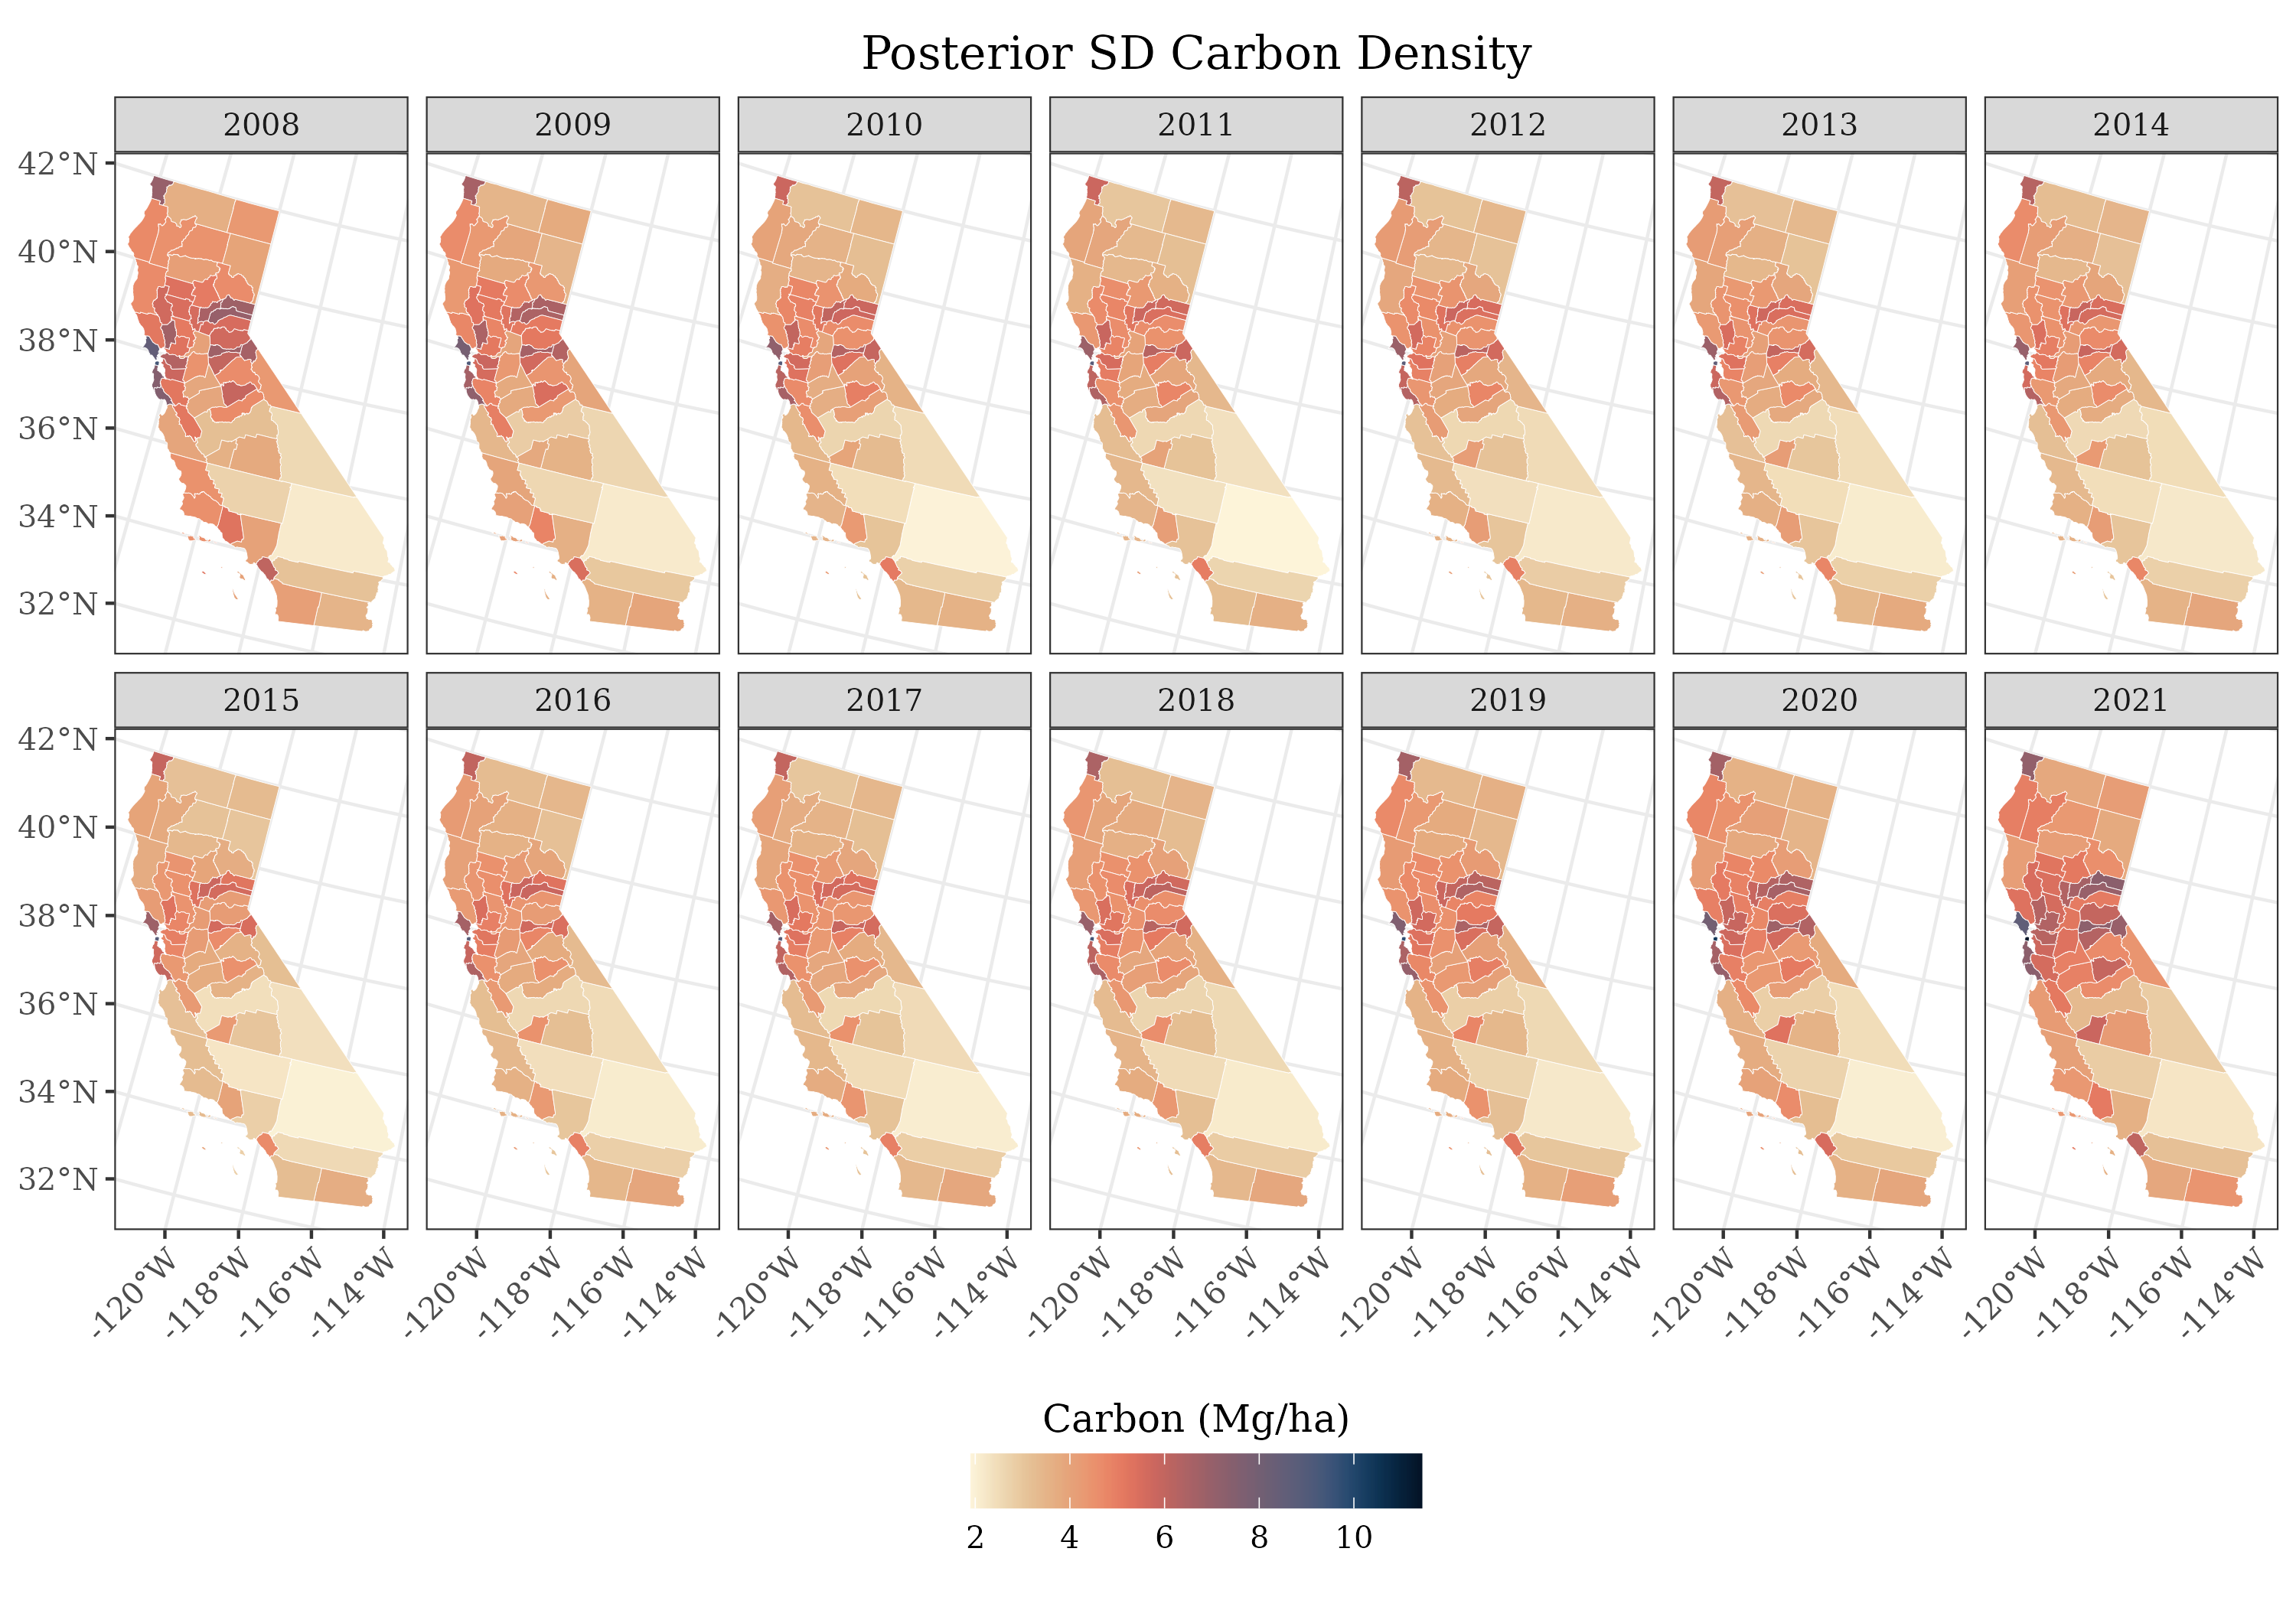 Posterior SD Carbon Density
2008 2009 2010 2011 2012 2013 2014
42°N
40°N
38°N
36°N
34°N
32°N
2015 2016 2017 2018 2019 2020 2021
42°N
40°N
38°N
36°N
34°N
32°N
-120°W -118°W -116°W -114°W -120°W -118°W -116°W -114°W -120°W -118°W -116°W -114°W -120°W -118°W -116°W -114°W -120°W -118°W -116°W -114°W -120°W -118°W -116°W -114°W -120°W -118°W -116°W -114°W
Carbon (Mg/ha)
2 4 6 8 10